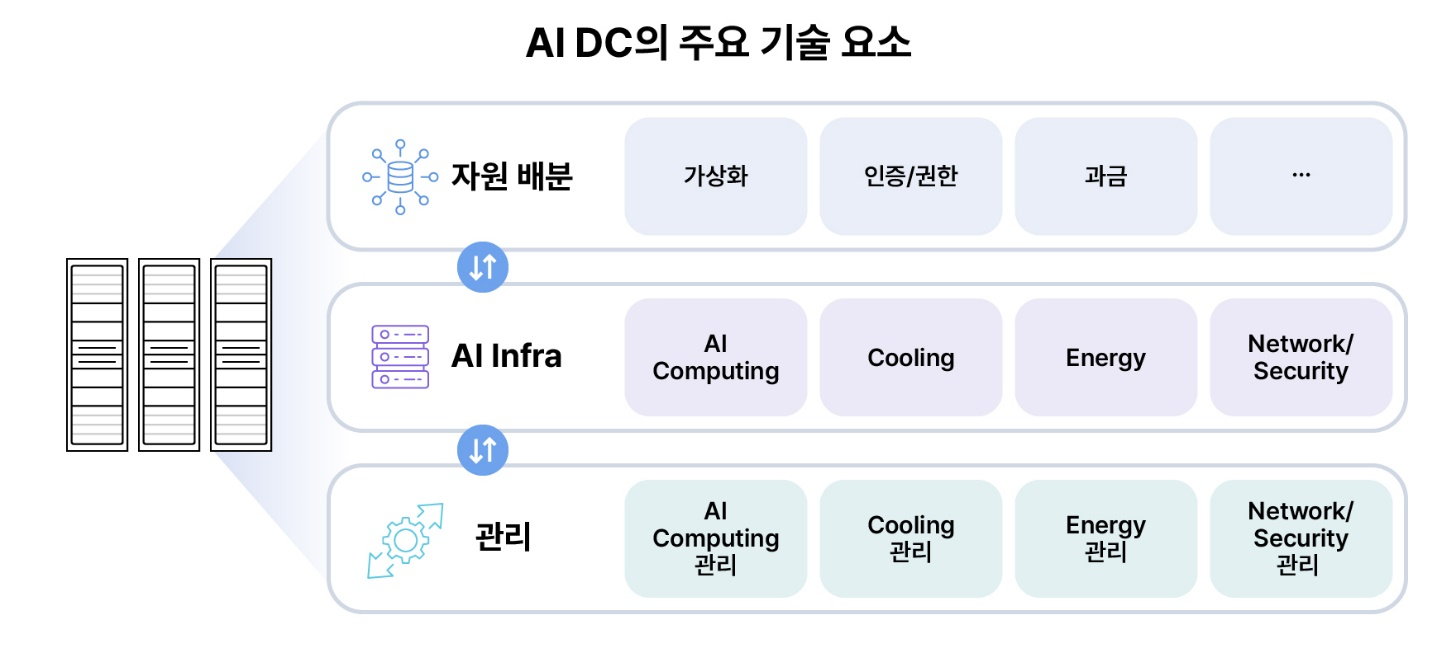 AI DC의 주요 기술 요소
자원 배분
가상화
인증/권한
과금
...
AI Infra
AI
Computing
Cooling
Energy
Network/
Security
관리
AI
Computing
관리
Cooling
관리
Energy
관리
Network/
Security
관리